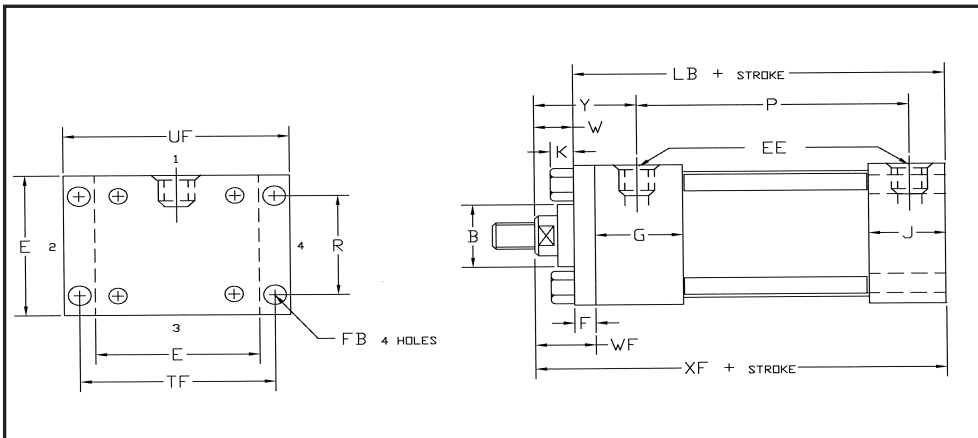 UF
1
E
2
4
R
3
E
TF
FB 4 HOLES
LB + STROKE
Y
P
W
K
EE
B
G
J
F
WF
XF + STROKE